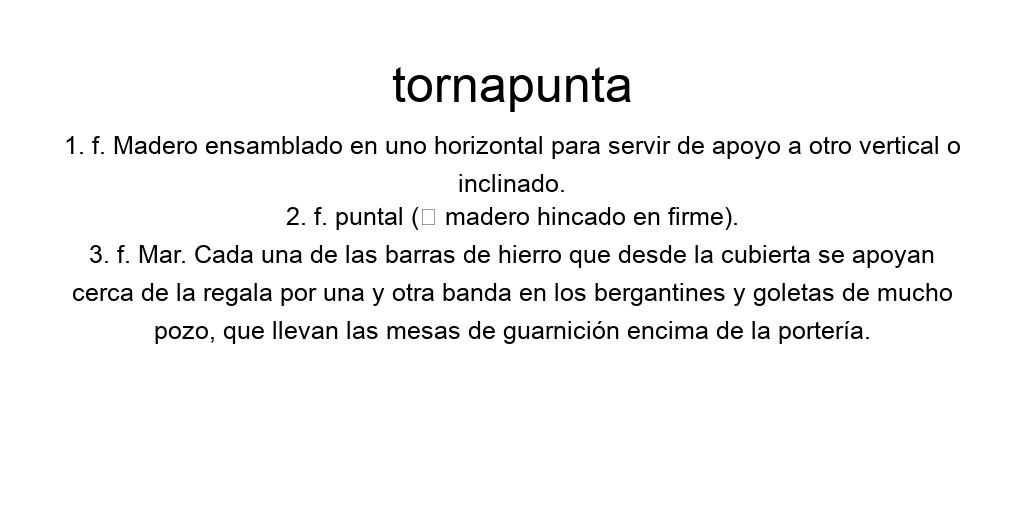 tornapunta
1. f. Madero ensamblado en uno horizontal para servir de apoyo a otro vertical o
inclinado.
2. f. puntal (□ madero hincado en firme).
3. f. Mar. Cada una de las barras de hierro que desde la cubierta se apoyan
cerca de la regala por una y otra banda en los bergantines y goletas de mucho
pozo, que llevan las mesas de guarnición encima de la portería.